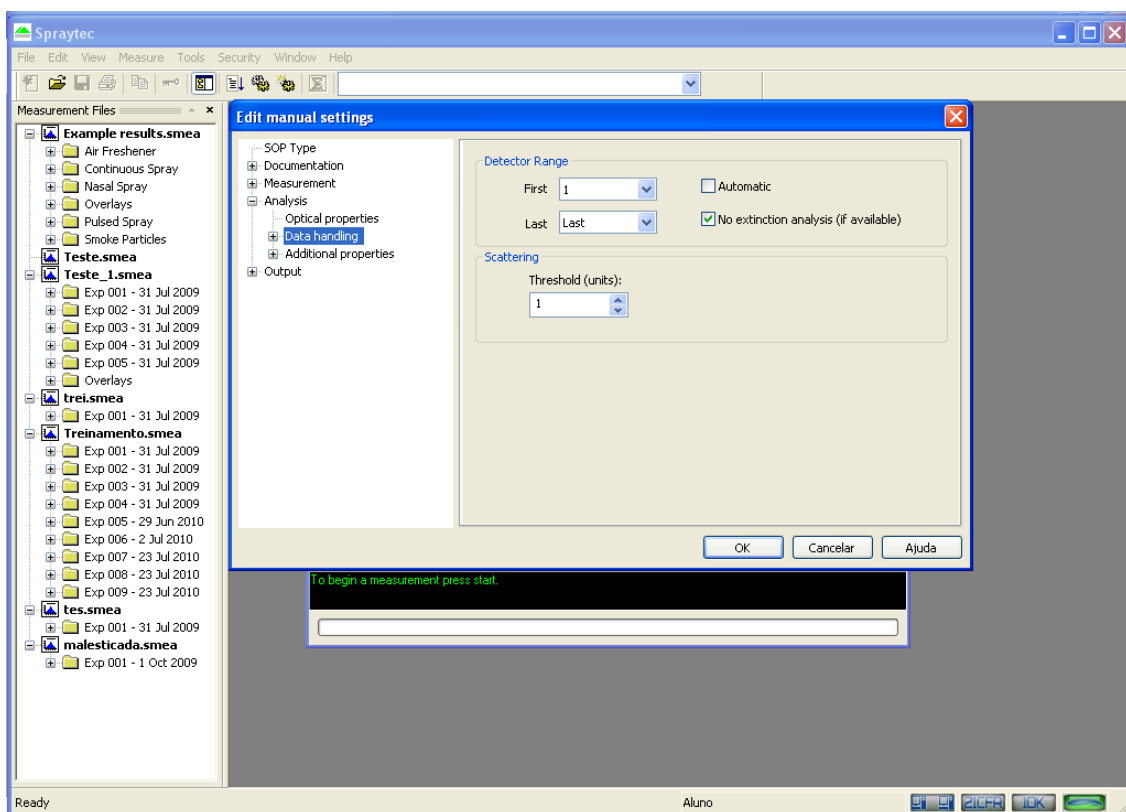 Spraytec
File Edit View Measure Tools Security Window Help
Measurement Files
Example results.smea
Air Freshener
Continuous Spray
Nasal Spray
Overlays
Pulsed Spray
Smoke Particles
Teste.smea
Teste_1.smea
Exp 001 - 31 Jul 2009
Exp 002 - 31 Jul 2009
Exp 003 - 31 Jul 2009
Exp 004 - 31 Jul 2009
Exp 005 - 31 Jul 2009
Overlays
trei.smea
Exp 001 - 31 Jul 2009
Treinamento.smea
Exp 001 - 31 Jul 2009
Exp 002 - 31 Jul 2009
Exp 003 - 31 Jul 2009
Exp 004 - 31 Jul 2009
Exp 005 - 29 Jun 2010
Exp 006 - 2 Jul 2010
Exp 007 - 23 Jul 2010
Exp 008 - 23 Jul 2010
Exp 009 - 23 Jul 2010
tes.smea
Exp 001 - 31 Jul 2009
malesticada.smea
Exp 001 - 1 Oct 2009
Edit manual settings
SOP Type
Documentation
Measurement
Analysis
Optical properties
Data handling
Additional properties
Output
Detector Range
First 1 Automatic
Last Last No extinction analysis (if available)
Scattering
Threshold (units):
1
OK Cancelar Ajuda
To begin a measurement press start.
Ready Aluno 21CFR 10K